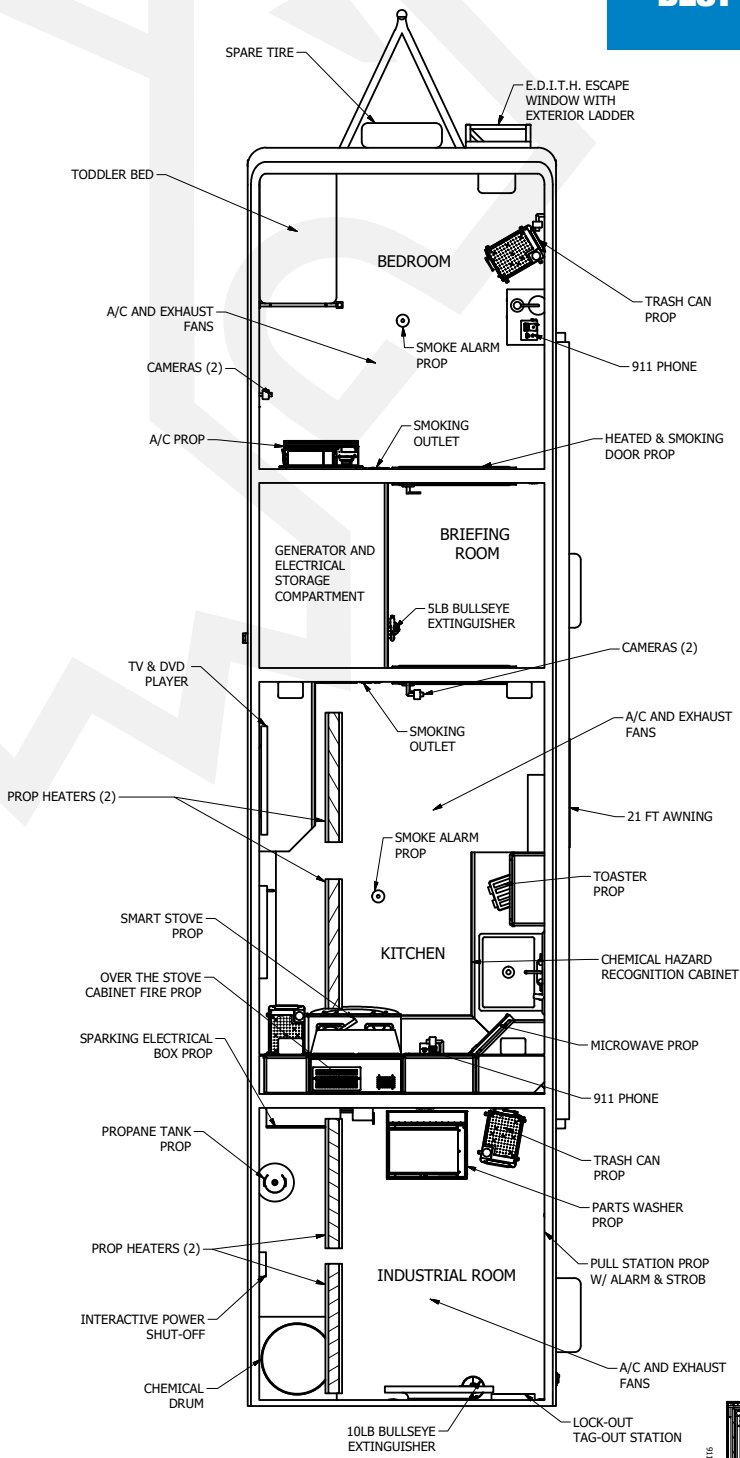 SPARE TIRE
E.D.I.T.H. ESCAPE
WINDOW WITH
EXTERIOR LADDER
TODDLER BED
BEDROOM
TRASH CAN
PROP
A/C AND EXHAUST
FANS
SMOKE ALARM
PROP
911 PHONE
CAMERAS (2)
A/C PROP
SMOKING
OUTLET
HEATED & SMOKING
DOOR PROP
GENERATOR AND
ELECTRICAL
STORAGE
COMPARTMENT
BRIEFING
ROOM
5LB BULLSEYE
EXTINGUISHER
CAMERAS (2)
TV & DVD
PLAYER
SMOKING
OUTLET
A/C AND EXHAUST
FANS
PROP HEATERS (2)
21 FT AWNING
SMOKE ALARM
PROP
TOASTER
PROP
SMART STOVE
PROP
KITCHEN
CHEMICAL HAZARD
RECOGNITION CABINET
OVER THE STOVE
CABINET FIRE PROP
SPARKING ELECTRICAL
BOX PROP
MICROWAVE PROP
911 PHONE
PROPANE TANK
PROP
TRASH CAN
PROP
PARTS WASHER
PROP
PROP HEATERS (2)
PULL STATION PROP
W/ ALARM & STROB
INDUSTRIAL ROOM
INTERACTIVE POWER
SHUT-OFF
A/C AND EXHAUST
FANS
CHEMICAL
DRUM
10LB BULLSEYE
EXTINGUISHER
LOCK-OUT
TAG-OUT STATION